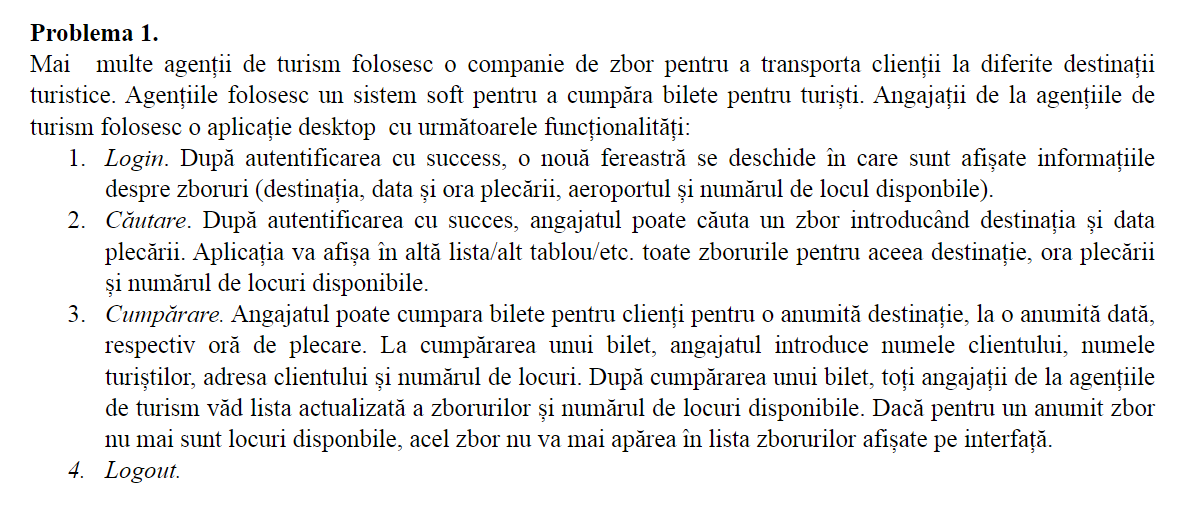 Problema 1.
Mai multe agenții de turism folosesc o companie de zbor pentru a transporta clienții la diferite destinații
turistice. Agențiile folosesc un sistem soft pentru a cumpăra bilete pentru turiști. Angajații de la agențiile de
turism folosesc o aplicație desktop cu următoarele funcționalități:
1. Login. După autentificarea cu success, o nouă fereastră se deschide în care sunt afișate informațiile
despre zboruri (destinația, data și ora plecării, aeroportul și numărul de locul disponbile).
2. Căutare. După autentificarea cu succes, angajatul poate căuta un zbor introducând destinația și data
plecării. Aplicația va afișa în altă lista/alt tablou/etc. toate zborurile pentru aceea destinație, ora plecării
și numărul de locuri disponibile.
3. Cumpărare. Angajatul poate cumpara bilete pentru clienți pentru o anumită destinație, la o anumită dată,
respectiv oră de plecare. La cumpărarea unui bilet, angajatul introduce numele clientului, numele
turiștilor, adresa clientului și numărul de locuri. După cumpărarea unui bilet, toți angajații de la agențiile
de turism văd lista actualizată a zborurilor și numărul de locuri disponibile. Dacă pentru un anumit zbor
nu mai sunt locuri disponbile, acel zbor nu va mai apărea în lista zborurilor afișate pe interfață.
4. Logout.